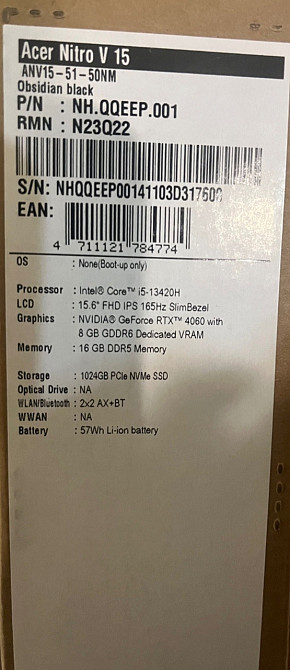 Acer Nitro V 15
ANV15-51-50NM
Obsidian black
P/N : NH.QQEEP.001
RMN : N23Q22
S/N: NHQQEEP00141103D317600
EAN:
4 711121 784774
OS : None(Boot-up only)
Processor : Intel® Core™ i5-13420H
LCD : 15.6" FHD IPS 165Hz SlimBezel
Graphics : NVIDIA® GeForce RTX™ 4060 with
8 GB GDDR6 Dedicated VRAM
Memory : 16 GB DDR5 Memory
Storage : 1024GB PCIe NVMe SSD
Optical Drive : NA
WLAN/Bluetooth : 2x2 AX+BT
WWAN : NA
Battery : 57Wh Li-ion battery